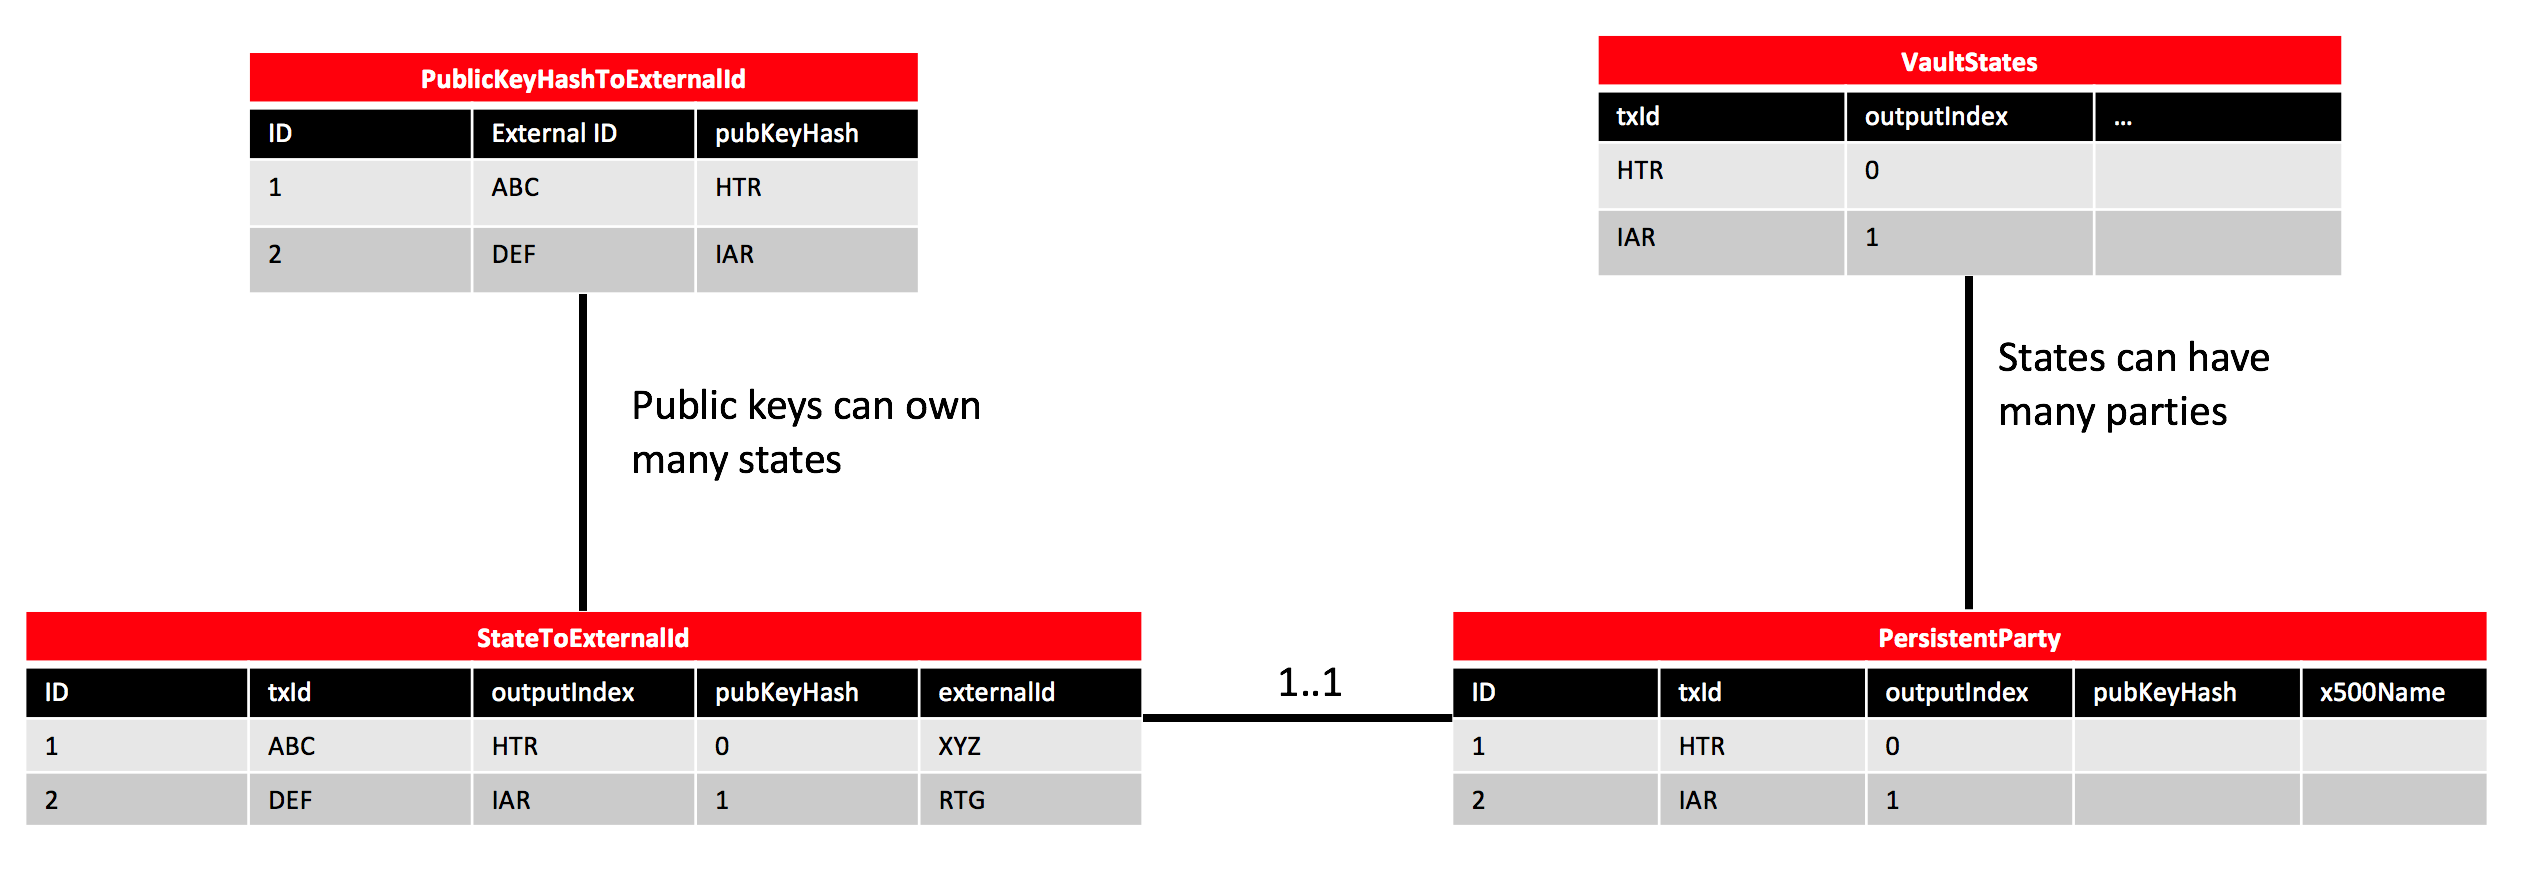 PublicKeyHashToExternalId
ID External ID pubKeyHash
1 ABC HTR
2 DEF IAR
VaultStates
txId outputIndex ...
HTR 0
IAR 1
Public keys can own
many states
States can have
many parties
StateToExternalId
ID txId outputIndex pubKeyHash externalId
1 ABC HTR 0 XYZ
2 DEF IAR 1 RTG
1..1
PersistentParty
ID txId outputIndex pubKeyHash x500Name
1 HTR 0
2 IAR 1